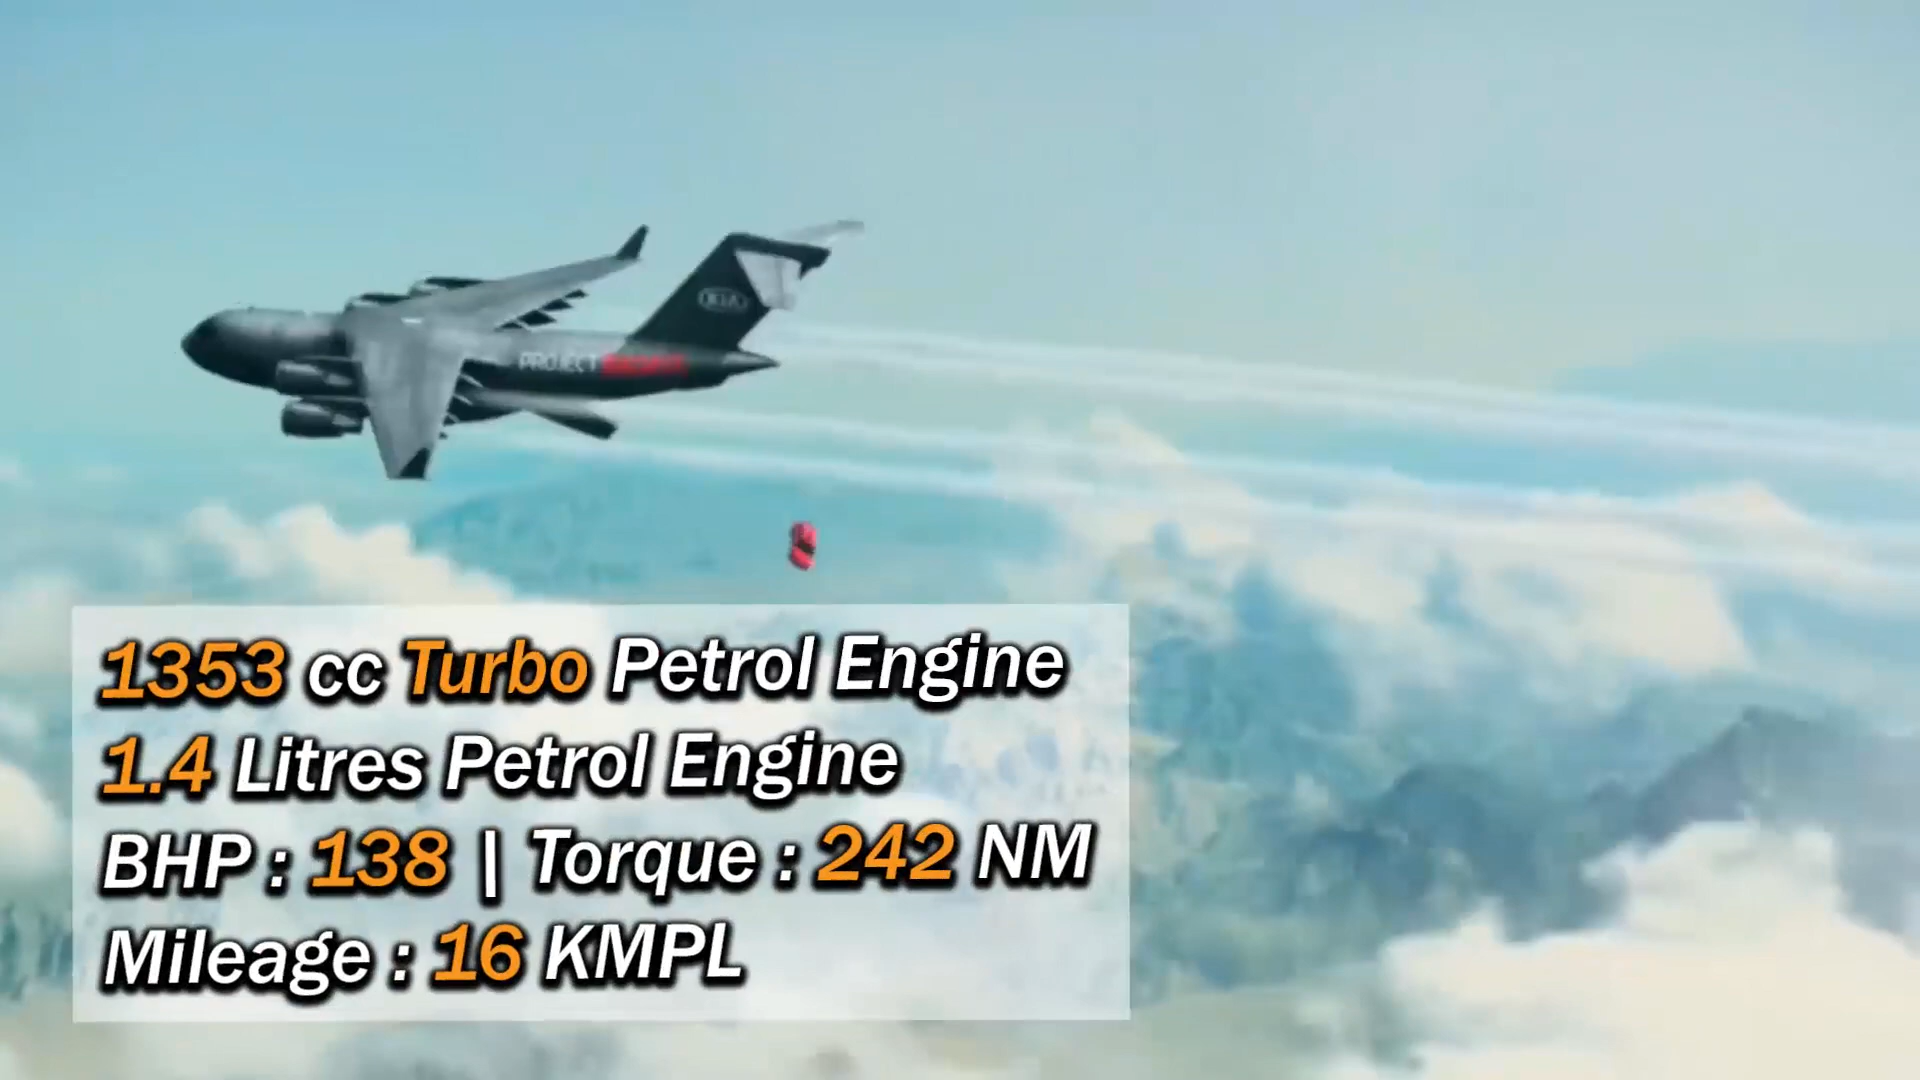 KIA
PROJECT
1353 cc Turbo Petrol Engine
1.4 Litres Petrol Engine
BHP : 138 | Torque : 242 NM
Mileage : 16 KMPL